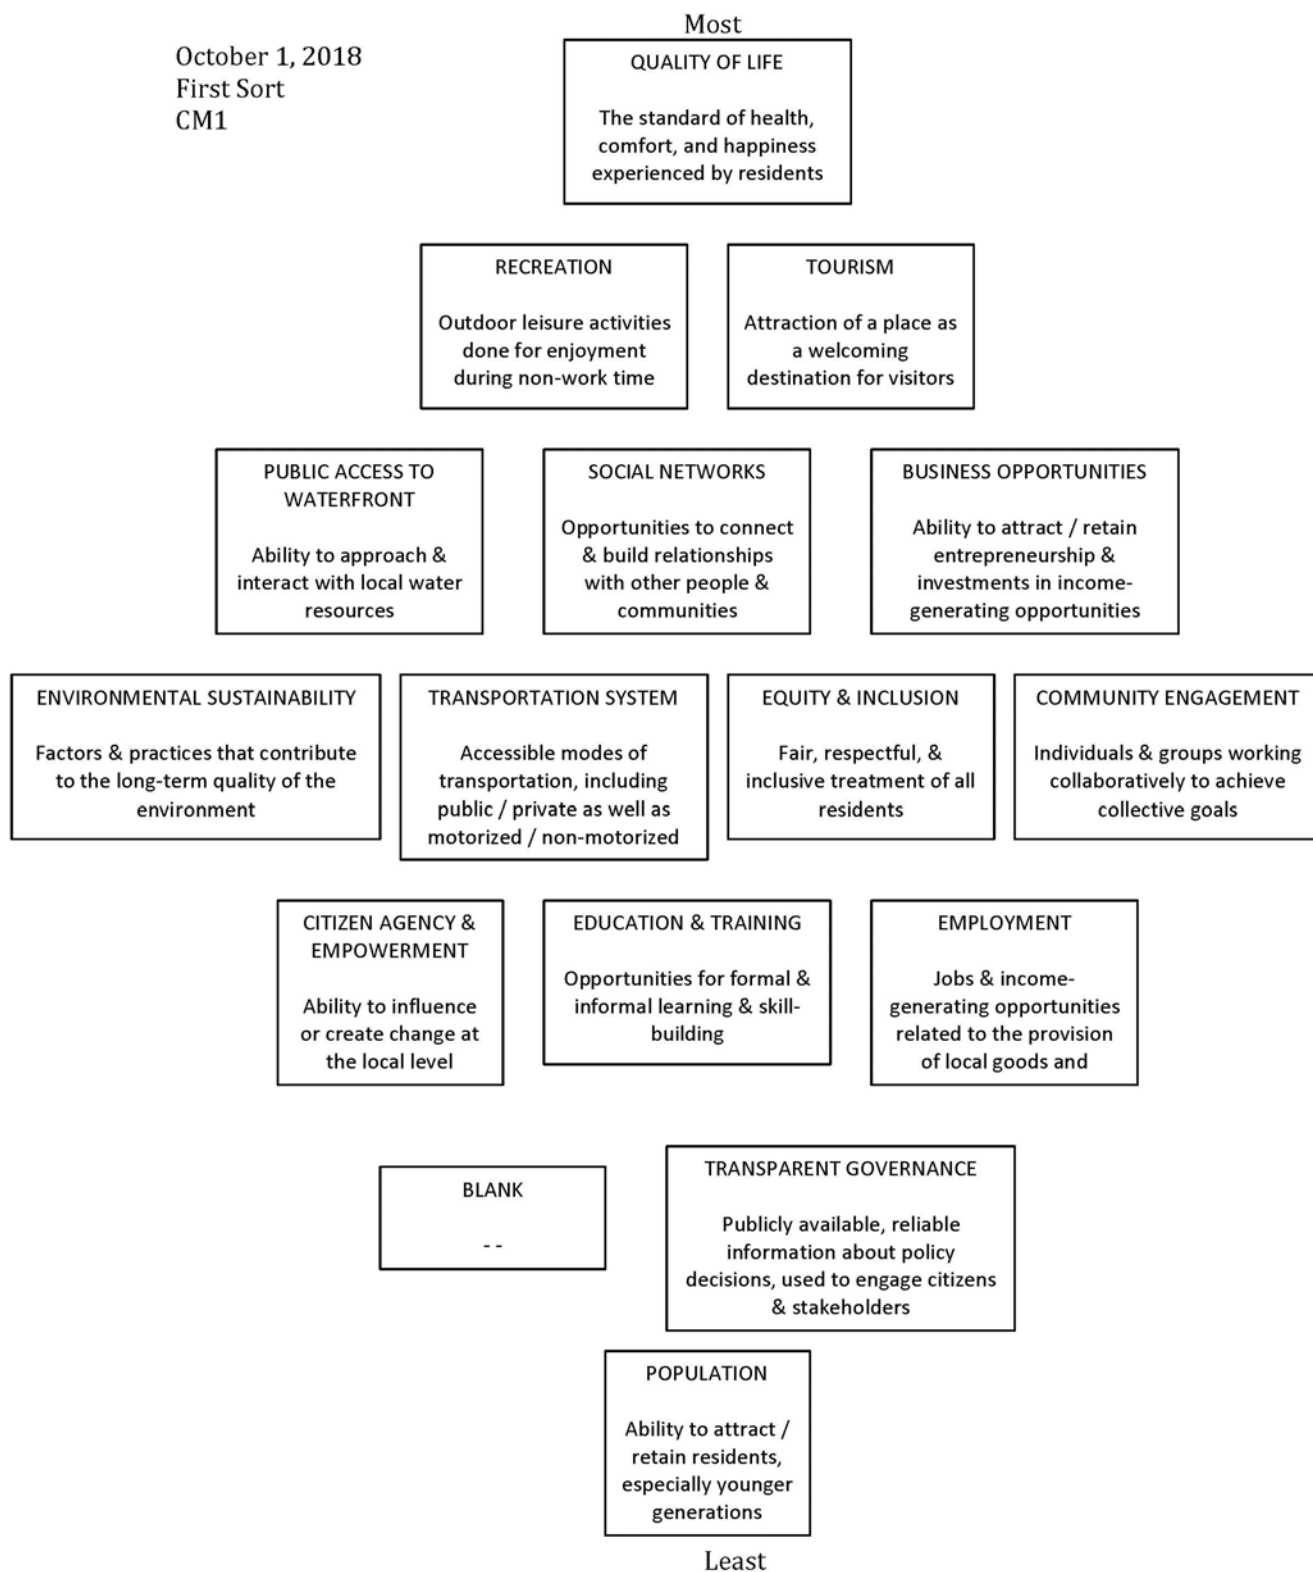 Most
October 1, 2018
First Sort
CM1
QUALITY OF LIFE
The standard of health,
comfort, and happiness
experienced by residents
RECREATION
Outdoor leisure activities
done for enjoyment
during non-work time
TOURISM
Attraction of a place as
a welcoming
destination for visitors
PUBLIC ACCESS TO
WATERFRONT
Ability to approach &
interact with local water
resources
SOCIAL NETWORKS
Opportunities to connect
& build relationships
with other people &
communities
BUSINESS OPPORTUNITIES
Ability to attract / retain
entrepreneurship &
investments in income-
generating opportunities
ENVIRONMENTAL SUSTAINABILITY
Factors & practices that contribute
to the long-term quality of the
environment
TRANSPORTATION SYSTEM
Accessible modes of
transportation, including
public / private as well as
motorized / non-motorized
EQUITY & INCLUSION
Fair, respectful, &
inclusive treatment of all
residents
COMMUNITY ENGAGEMENT
Individuals & groups working
collaboratively to achieve
collective goals
CITIZEN AGENCY &
EMPOWERMENT
Ability to influence
or create change at
the local level
EDUCATION & TRAINING
Opportunities for formal &
informal learning & skill-
building
EMPLOYMENT
Jobs & income-
generating opportunities
related to the provision
of local goods and
BLANK
- -
TRANSPARENT GOVERNANCE
Publicly available, reliable
information about policy
decisions, used to engage citizens
& stakeholders
POPULATION
Ability to attract /
retain residents,
especially younger
generations
Least